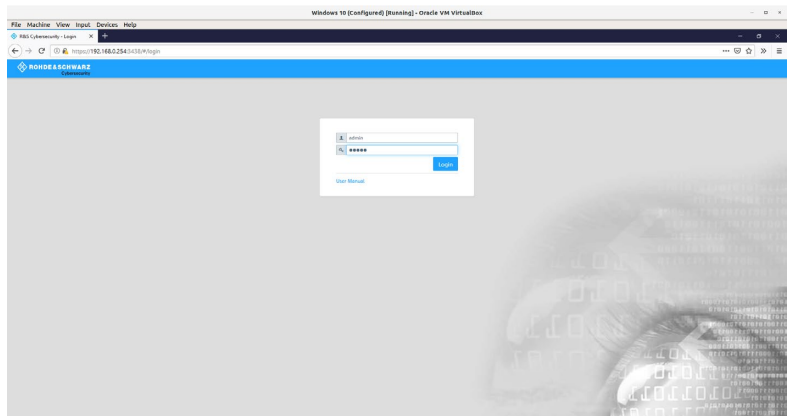 Windows 10 (Configured) [Running] - Oracle VM VirtualBox
File Machine View Input Devices Help
R&S Cybersecurity - Login
https://192.168.0.254:3438/#/login
ROHDE&SCHWARZ
Cybersecurity
admin
Login
User Manual